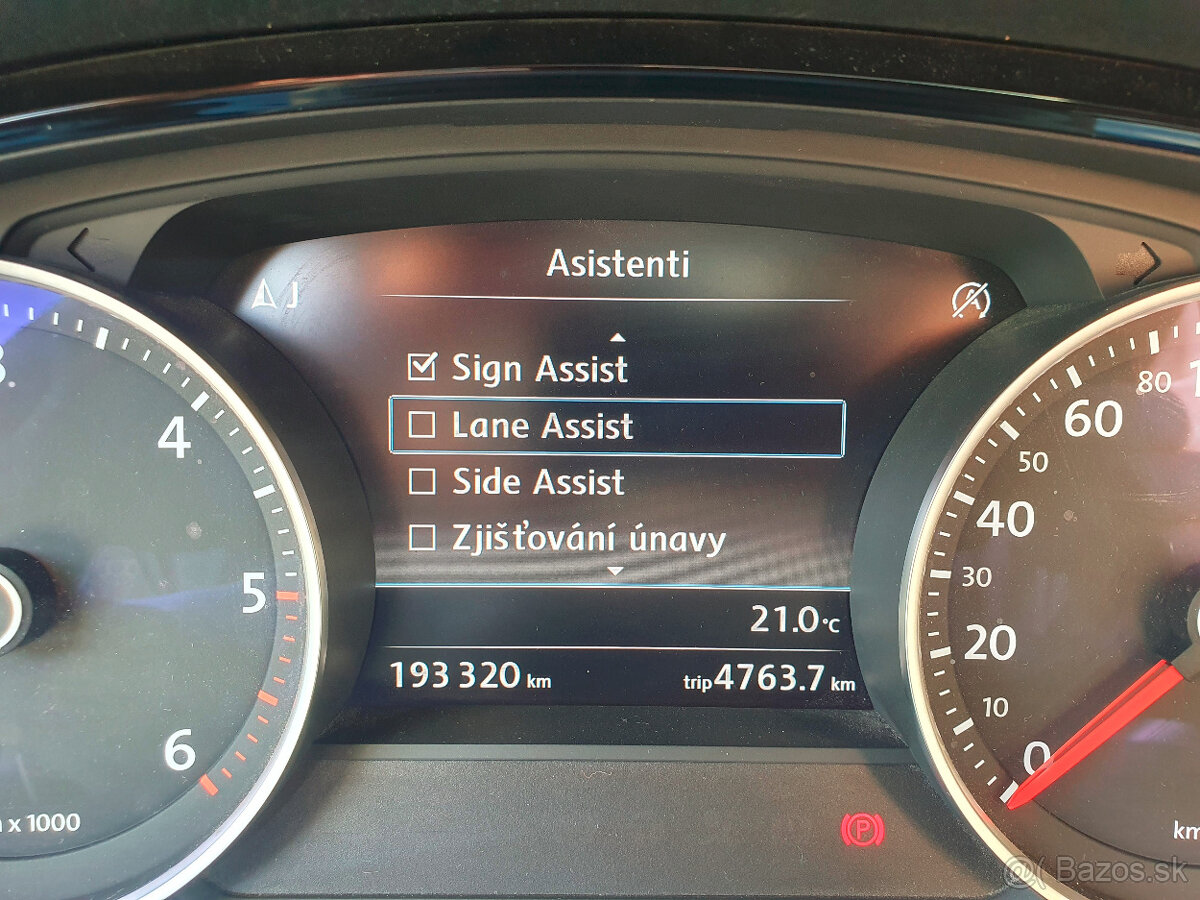 Asistenti
J
Sign Assist
Lane Assist
Side Assist
Zjišťování únavy
21.0°C
193 320 km
trip 4763.7 km
4
5
6
x 1000
80
60
50
40
30
20
10
0
km
P
@( Bazos.sk